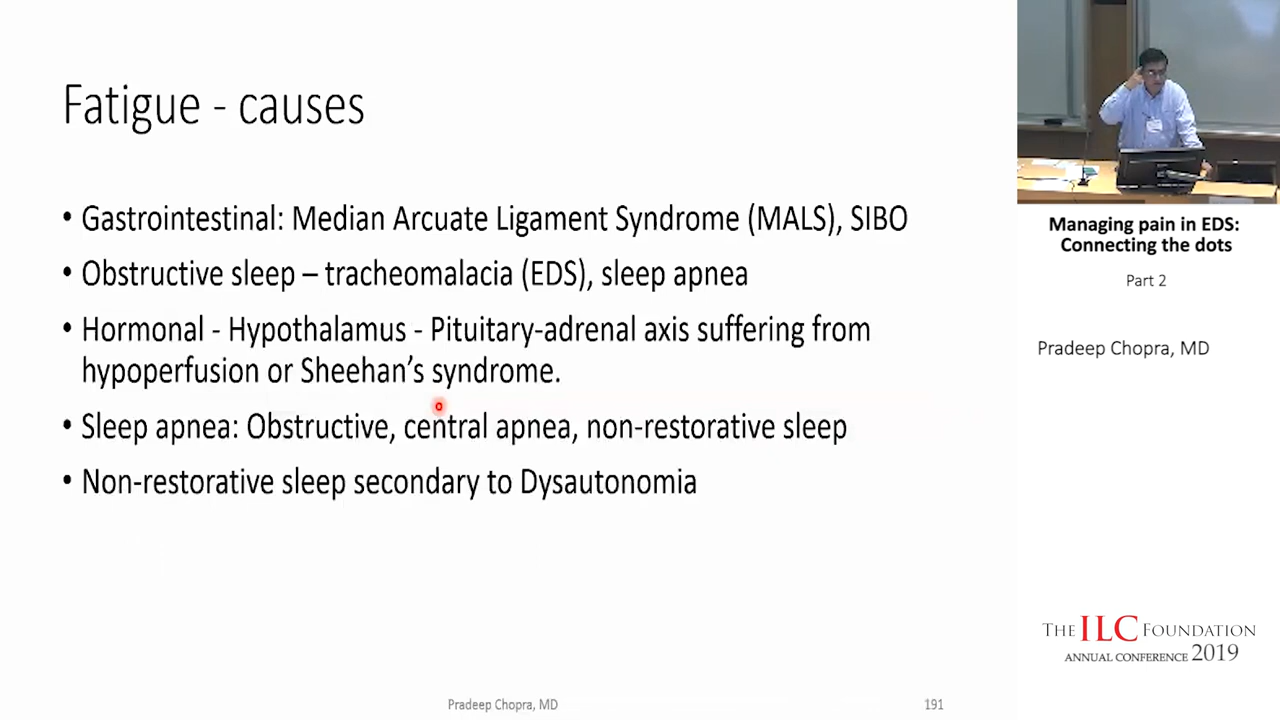 Fatigue - causes
• Gastrointestinal: Median Arcuate Ligament Syndrome (MALS), SIBO
• Obstructive sleep – tracheomalacia (EDS), sleep apnea
• Hormonal - Hypothalamus - Pituitary-adrenal axis suffering from
hypoperfusion or Sheehan's syndrome.
• Sleep apnea: Obstructive, central apnea, non-restorative sleep
• Non-restorative sleep secondary to Dysautonomia
Pradeep Chopra, MD
191
Managing pain in EDS:
Connecting the dots
Part 2
Pradeep Chopra, MD
THE ILC FOUNDATION
ANNUAL CONFERENCE 2019